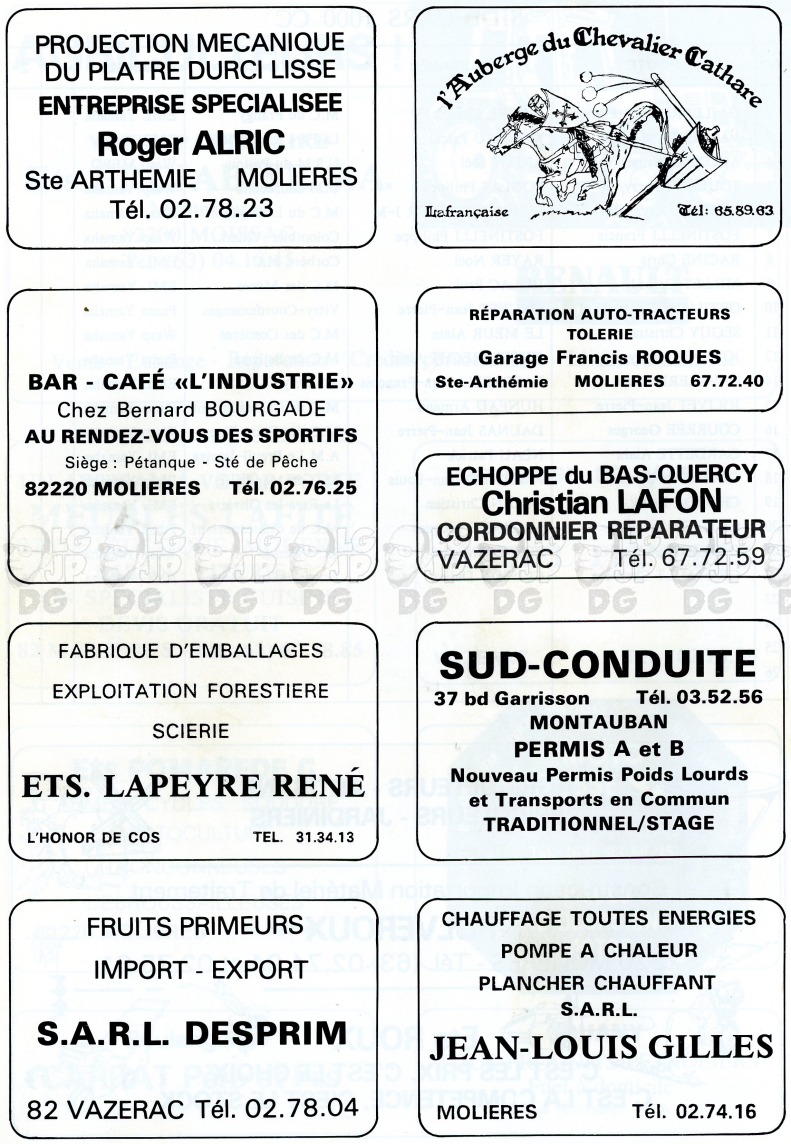 PROJECTION MECANIQUE
DU PLATRE DURCI LISSE
ENTREPRISE SPECIALISEE
Roger ALRIC
Ste ARTHEMIE MOLIERES
Tél. 02.78.23
l'Auberge du Chevalier Cathare
Lafrançaise Tél: 65.89.63
BAR - CAFÉ «L'INDUSTRIE»
Chez Bernard BOURGADE
AU RENDEZ-VOUS DES SPORTIFS
Siège : Pétanque - Sté de Pêche
82220 MOLIERES Tél. 02.76.25
RÉPARATION AUTO-TRACTEURS
TOLERIE
Garage Francis ROQUES
Ste-Arthémie MOLIERES 67.72.40
ECHOPPE du BAS-QUERCY
Christian LAFON
CORDONNIER REPARATEUR
VAZERAC Tél. 67.72.59
FABRIQUE D'EMBALLAGES
EXPLOITATION FORESTIERE
SCIERIE
ETS. LAPEYRE RENÉ
L'HONOR DE COS TEL. 31.34.13
SUD-CONDUITE
37 bd Garrisson Tél. 03.52.56
MONTAUBAN
PERMIS A et B
Nouveau Permis Poids Lourds
et Transports en Commun
TRADITIONNEL/STAGE
FRUITS PRIMEURS
IMPORT - EXPORT
S.A.R.L. DESPRIM
82 VAZERAC Tél. 02.78.04
CHAUFFAGE TOUTES ENERGIES
POMPE A CHALEUR
PLANCHER CHAUFFANT
S.A.R.L.
JEAN-LOUIS GILLES
MOLIERES Tél. 02.74.16